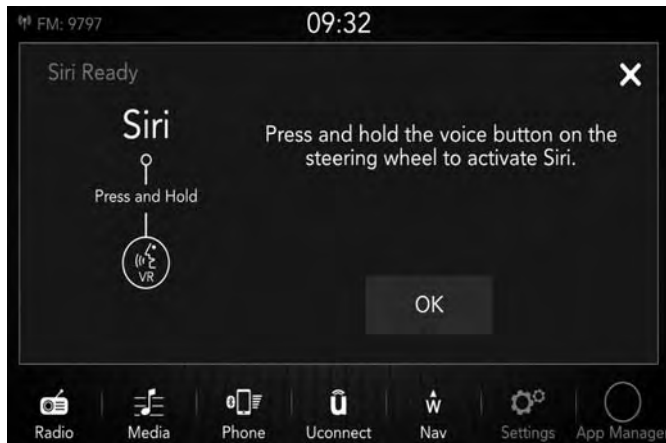 FM: 9797
09:32
Siri Ready
Siri
Press and Hold
VR
Press and hold the voice button on the
steering wheel to activate Siri.
OK
Radio
Media
Phone
Uconnect
Nav
Settings
App Manage